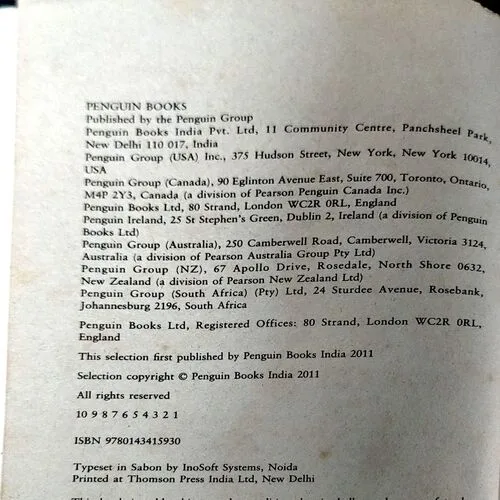 PENGUIN BOOKS
Published by the Penguin Group
Penguin Books India Pvt. Ltd, 11 Community Centre, Panchsheel Park,
New Delhi 110 017, India
Penguin Group (USA) Inc., 375 Hudson Street, New York, New York 10014,
USA
Penguin Group (Canada), 90 Eglinton Avenue East, Suite 700, Toronto, Ontario,
M4P 2Y3, Canada (a division of Pearson Penguin Canada Inc.)
Penguin Books Ltd, 80 Strand, London WC2R 0RL, England
Penguin Ireland, 25 St Stephen's Green, Dublin 2, Ireland (a division of Penguin
Books Ltd)
Penguin Group (Australia), 250 Camberwell Road, Camberwell, Victoria 3124,
Australia (a division of Pearson Australia Group Pty Ltd)
Penguin Group (NZ), 67 Apollo Drive, Rosedale, North Shore 0632,
New Zealand (a division of Pearson New Zealand Ltd)
Penguin Group (South Africa) (Pty) Ltd, 24 Sturdee Avenue, Rosebank,
Johannesburg 2196, South Africa
Penguin Books Ltd, Registered Offices: 80 Strand, London WC2R 0RL,
England
This selection first published by Penguin Books India 2011
Selection copyright © Penguin Books India 2011
All rights reserved
10 9 8 7 6 5 4 3 2 1
ISBN 9780143415930
Typeset in Sabon by InoSoft Systems, Noida
Printed at Thomson Press India Ltd, New Delhi